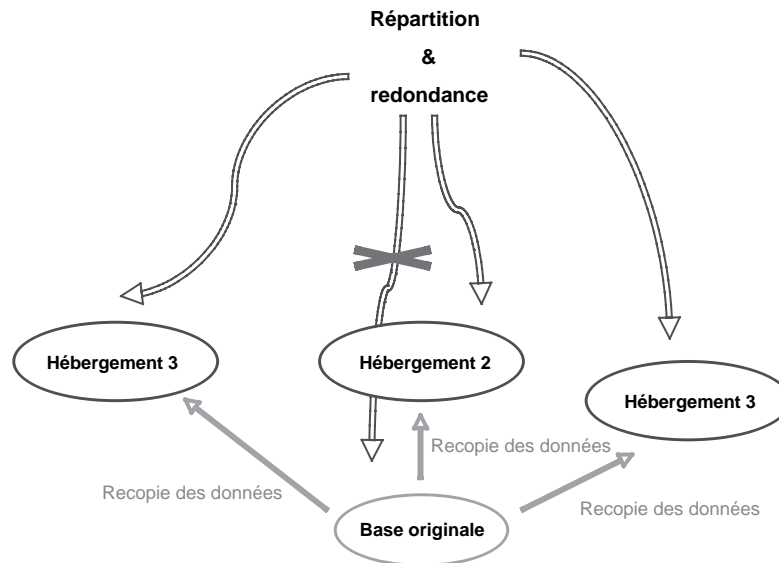 Répartition
&
redondance
Hébergement 3
Hébergement 2
Hébergement 3
Recopie des données
Recopie des données
Recopie des données
Base originale